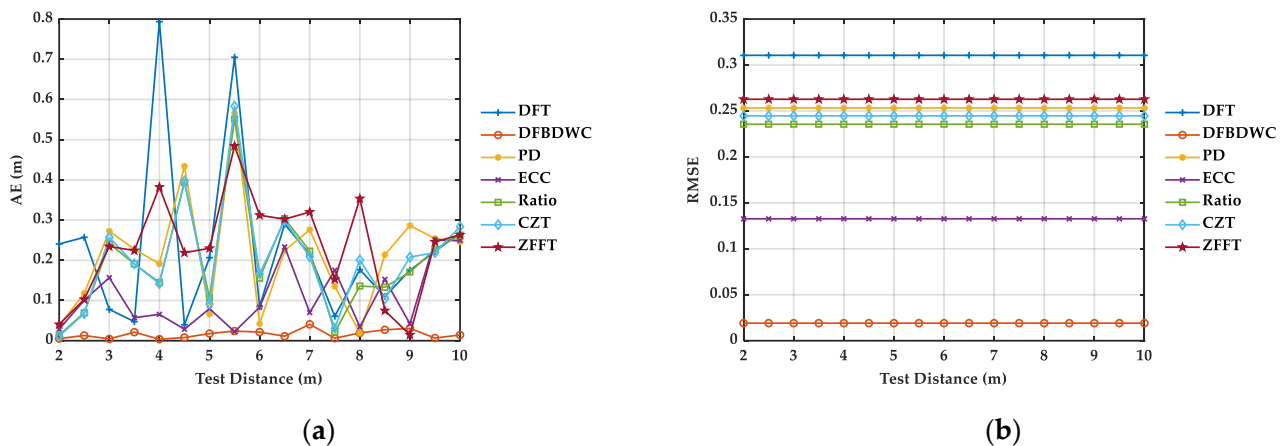 0.8
0.7
0.6
0.5
0.4
0.3
0.2
0.1
0
AE (m)
2 3 4 5 6 7 8 9 10
Test Distance (m)
DFT
DFBDWC
PD
ECC
Ratio
CZT
ZFFT
(a)
0.35
0.3
0.25
0.2
0.15
0.1
0.05
0
RMSE
2 3 4 5 6 7 8 9 10
Test Distance (m)
DFT
DFBDWC
PD
ECC
Ratio
CZT
ZFFT
(b)